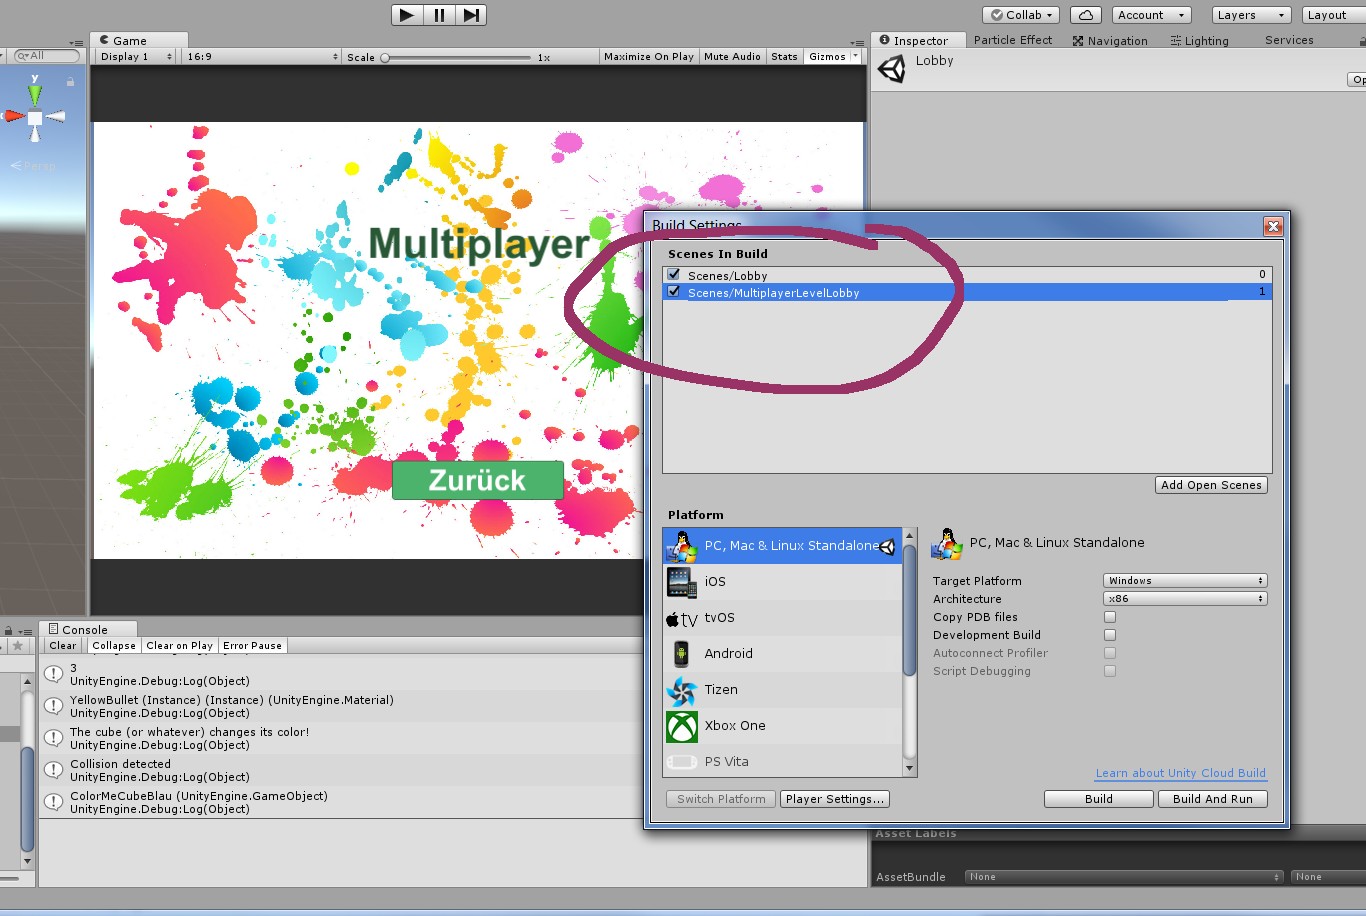 Collab
Account
Layers
Layout
All
Game
Inspector
Particle Effect
Navigation
Lighting
Services
Display 1
16:9
Scale
1x
Maximize On Play
Mute Audio
Stats
Gizmos
Lobby
y
Persp
Multiplayer
Zurück
Build Settings
Scenes In Build
Scenes/Lobby 0
Scenes/MultiplayerLevelLobby 1
Add Open Scenes
Platform
PC, Mac & Linux Standalone
iOS
tvOS
Android
Tizen
Xbox One
PS Vita
PC, Mac & Linux Standalone
Target Platform Windows
Architecture x86
Copy PDB files
Development Build
Autoconnect Profiler
Script Debugging
Learn about Unity Cloud Build
Switch Platform
Player Settings...
Build
Build And Run
Console
Clear
Collapse
Clear on Play
Error Pause
3
UnityEngine.Debug:Log(Object)
YellowBullet (Instance) (Instance) (UnityEngine.Material)
UnityEngine.Debug:Log(Object)
The cube (or whatever) changes its color!
UnityEngine.Debug:Log(Object)
Collision detected
UnityEngine.Debug:Log(Object)
ColorMeCubeBlau (UnityEngine.GameObject)
UnityEngine.Debug:Log(Object)
Asset Labels
AssetBundle None None